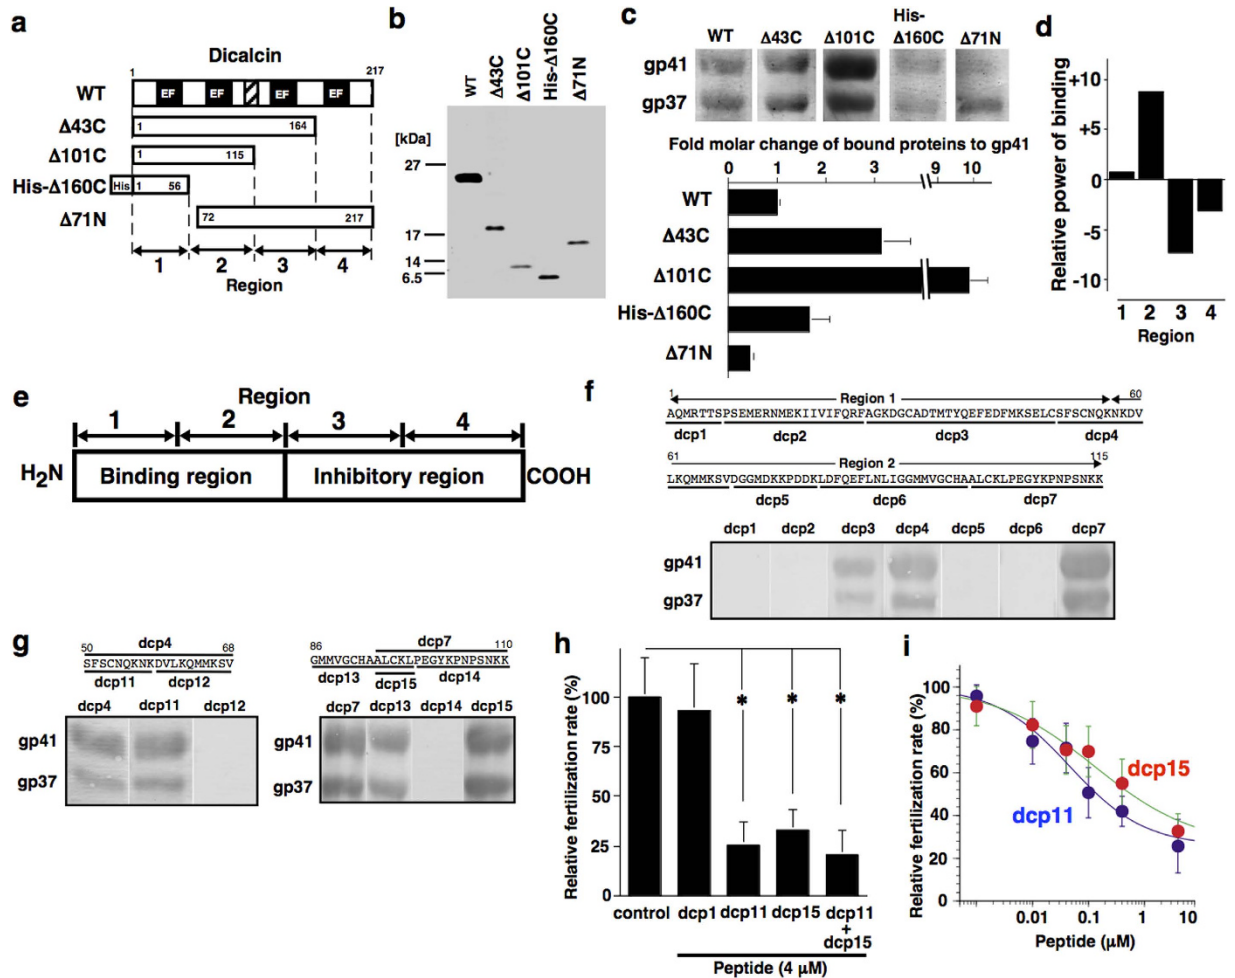 a
Dicalcin
1
217
WT
EF
EF
EF
EF
Δ43C
1
164
Δ101C
1
115
His-Δ160C
His
1
56
Δ71N
72
217
1
2
3
4
Region
b
WT
Δ43C
Δ101C
His-Δ160C
Δ71N
[kDa]
27
17
14
6.5
c
WT
Δ43C
Δ101C
His-
Δ160C
Δ71N
gp41
gp37
Fold molar change of bound proteins to gp41
0
1
2
3
9
10
WT
Δ43C
Δ101C
His-Δ160C
Δ71N
d
Relative power of binding
+10
+5
0
-5
-10
1
2
3
4
Region
e
Region
1
2
3
4
H2N
Binding region
Inhibitory region
COOH
f
1
Region 1
60
AQMRTTSPSEMERNMEKIIVIFQRFAGKDGCADTMTYQEFEDFMKSELCSFSCNQKNKDV
dcp1
dcp2
dcp3
dcp4
61
Region 2
115
LKQMMKSVDGGMDKKPDDKLDFQEFLNLIGGMMVGCHAALCKLPEGYKPNPSNKK
dcp5
dcp6
dcp7
dcp1
dcp2
dcp3
dcp4
dcp5
dcp6
dcp7
gp41
gp37
g
dcp4
50
68
SFSCNQKNKDVLKQMMKSV
dcp11
dcp12
dcp4
dcp11
dcp12
gp41
gp37
dcp7
86
110
GMMVGCHAALCKLPEGYKPNPSNKK
dcp13
dcp15
dcp14
dcp7
dcp13
dcp14
dcp15
gp41
gp37
h
Relative fertilization rate (%)
100
75
50
25
0
*
*
*
control
dcp1
dcp11
dcp15
dcp11
+
dcp15
Peptide (4 μM)
i
Relative fertilization rate (%)
100
80
60
40
20
0
dcp15
dcp11
0.01
0.1
1
10
Peptide (μM)